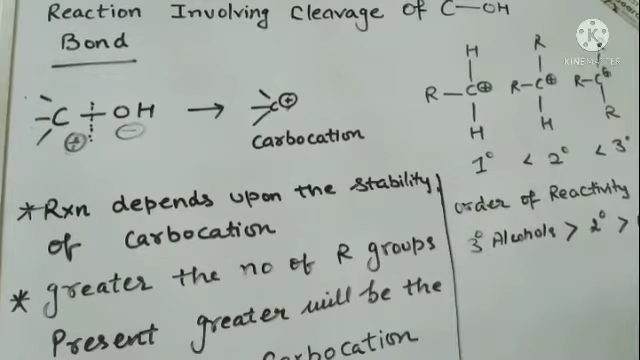 Reaction Involving Cleavage of C—OH
Bond
KINEMASTER
C + OH → C⊕
⊕ ⊖
Carbocation
H
R—C⊕
H
R
R—C⊕
H
R—C⊕
R
1° < 2° < 3°
*Rxn depends upon the stability
of Carbocation
order of Reactivity
3° Alcohols > 2° >
* greater the no of R groups
Present greater will be the
Carbocation